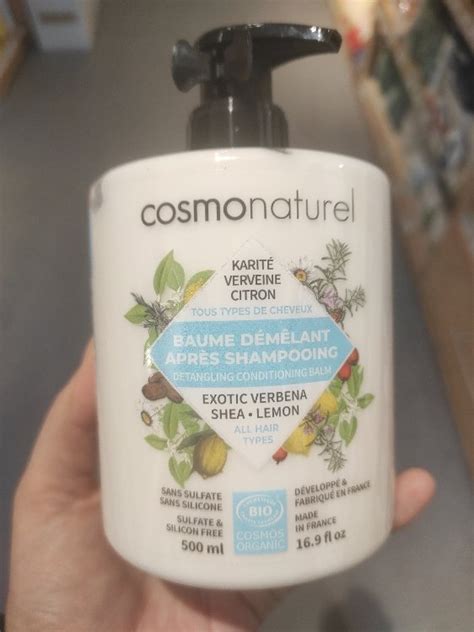 cosmonaturel
KARITÉ
VERVEINE
CITRON
TOUS TYPES DE CHEVEUX
BAUME DÉMÊLANT
APRÈS SHAMPOOING
DETANGLING CONDITIONING BALM
EXOTIC VERBENA
SHEA • LEMON
ALL HAIR
TYPES
SANS SULFATE
SANS SILICONE
SULFATE &
SILICON FREE
500 ml
BIO
COSMOS
ORGANIC
DÉVELOPPÉ &
FABRIQUÉ EN FRANCE
MADE
IN FRANCE
16.9 fl oz